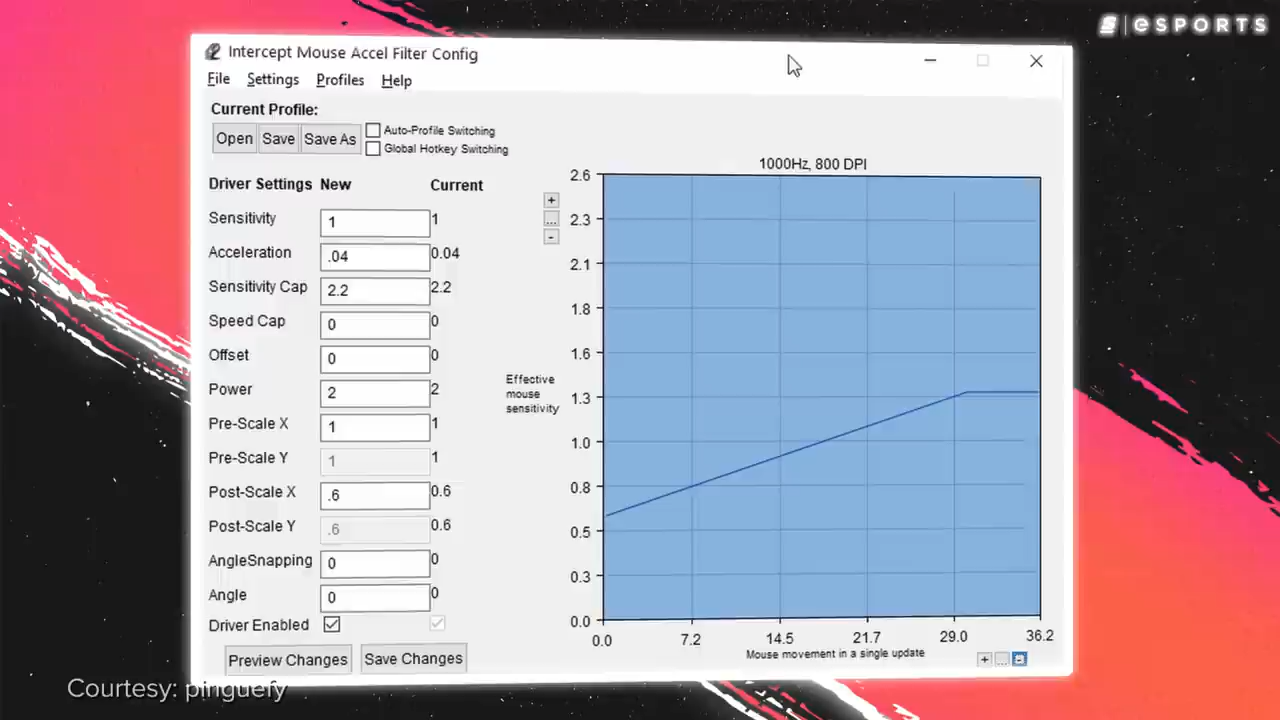 ESPORTS
Intercept Mouse Accel Filter Config
File Settings Profiles Help
Current Profile:
Open Save Save As
Auto-Profile Switching
Global Hotkey Switching
Driver Settings New Current
Sensitivity 1 1
Acceleration .04 0.04
Sensitivity Cap 2.2 2.2
Speed Cap 0 0
Offset 0 0
Power 2 2
Pre-Scale X 1 1
Pre-Scale Y 1 1
Post-Scale X .6 0.6
Post-Scale Y .6 0.6
AngleSnapping 0 0
Angle 0 0
Driver Enabled
Preview Changes Save Changes
1000Hz, 800 DPI
+
...
-
2.6
2.3
2.1
1.8
1.6
1.3
1.0
0.8
0.5
0.3
0.0
Effective
mouse
sensitivity
0.0 7.2 14.5 21.7 29.0 36.2
Mouse movement in a single update
+ ...
Courtesy: pinguefy